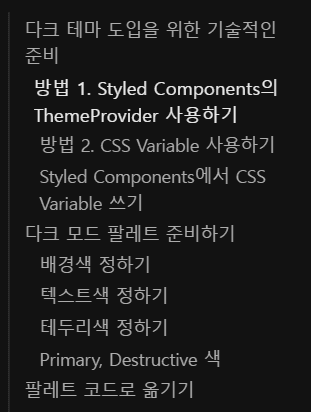 다크 테마 도입을 위한 기술적인
준비
방법 1. Styled Components의
ThemeProvider 사용하기
방법 2. CSS Variable 사용하기
Styled Components에서 CSS
Variable 쓰기
다크 모드 팔레트 준비하기
배경색 정하기
텍스트색 정하기
테두리색 정하기
Primary, Destructive 색
팔레트 코드로 옮기기